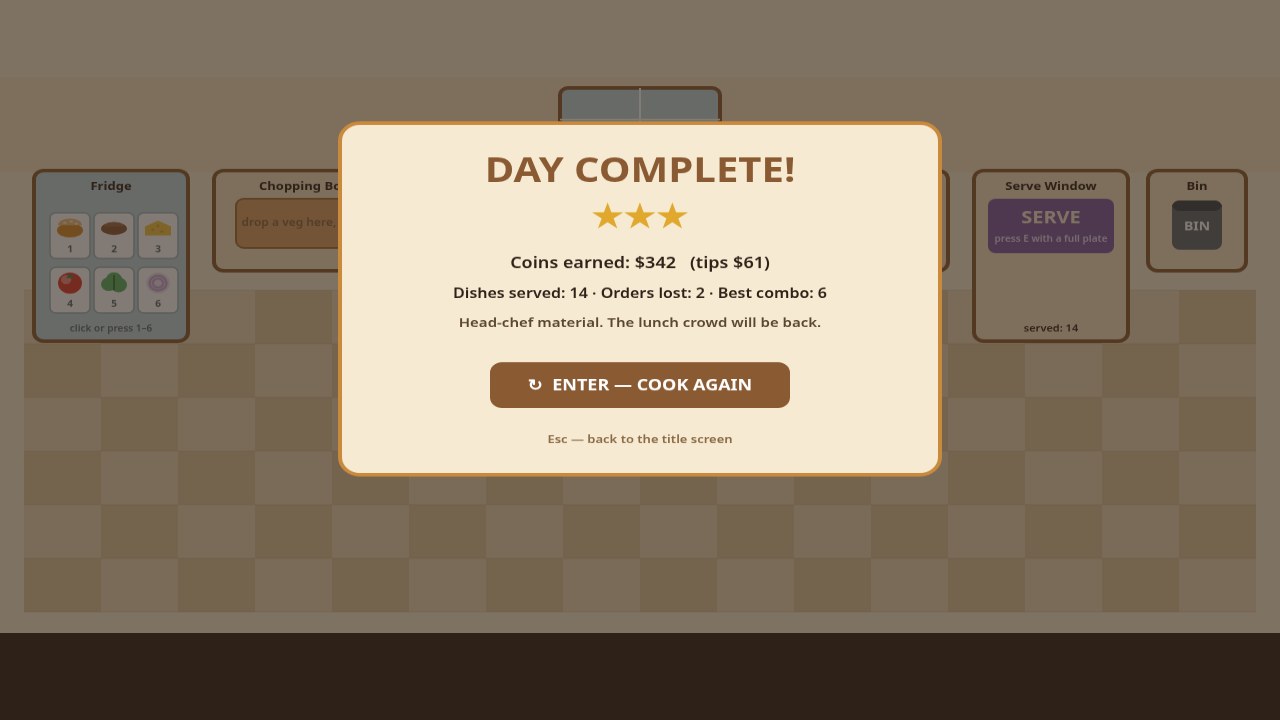 DAY COMPLETE!
★★★
Coins earned: $342 (tips $61)
Dishes served: 14 · Orders lost: 2 · Best combo: 6
Head-chef material. The lunch crowd will be back.
↻ ENTER — COOK AGAIN
Esc — back to the title screen
Fridge
1 2 3
4 5 6
click or press 1–6
Chopping Bo
drop a veg here,
Serve Window
SERVE
press E with a full plate
served: 14
Bin
BIN